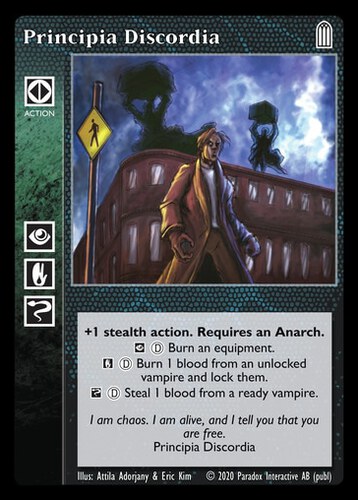 Principia Discordia
ACTION
+1 stealth action. Requires an Anarch.
D Burn an equipment.
D Burn 1 blood from an unlocked
vampire and lock them.
D Steal 1 blood from a ready vampire.
I am chaos. I am alive, and I tell you that you
are free.
Principia Discordia
Illus: Attila Adorjany & Eric Kim © 2020 Paradox Interactive AB (publ)